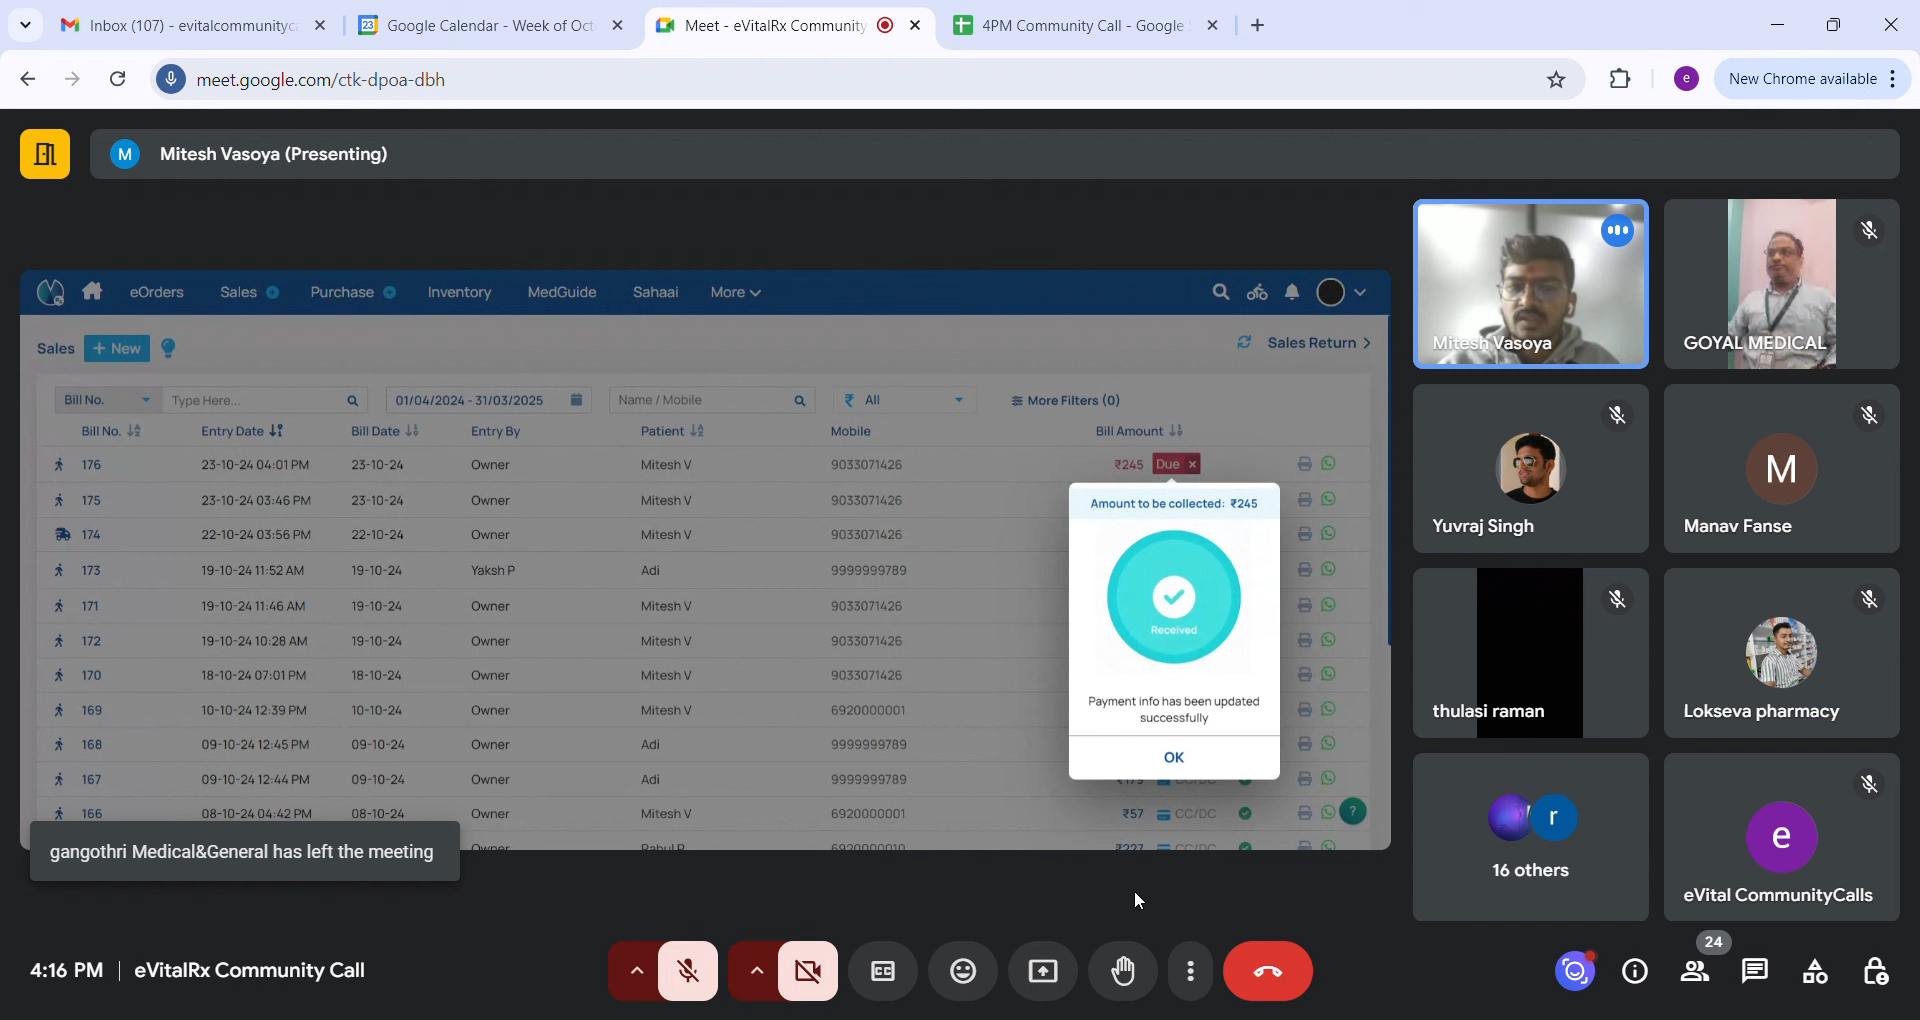 Inbox (107) - evitalcommunityc
Google Calendar - Week of Oct
Meet - eVitalRx Community
4PM Community Call - Google
meet.google.com/ctk-dpoa-dbh
e
New Chrome available
M
Mitesh Vasoya (Presenting)
eOrders Sales Purchase Inventory MedGuide Sahaai More
Sales + New
Sales Return >
Bill No. Type Here... 01/04/2024 - 31/03/2025 Name / Mobile ₹ All More Filters (0)
Bill No. Entry Date Bill Date Entry By Patient Mobile Bill Amount
176 23-10-24 04:01 PM 23-10-24 Owner Mitesh V 9033071426 ₹245 Due ×
175 23-10-24 03:46 PM 23-10-24 Owner Mitesh V 9033071426
174 22-10-24 03:56 PM 22-10-24 Owner Mitesh V 9033071426
173 19-10-24 11:52 AM 19-10-24 Yaksh P Adi 9999999789
171 19-10-24 11:46 AM 19-10-24 Owner Mitesh V 9033071426
172 19-10-24 10:28 AM 19-10-24 Owner Mitesh V 9033071426
170 18-10-24 07:01 PM 18-10-24 Owner Mitesh V 9033071426
169 10-10-24 12:39 PM 10-10-24 Owner Mitesh V 6920000001
168 09-10-24 12:45 PM 09-10-24 Owner Adi 9999999789
167 09-10-24 12:44 PM 09-10-24 Owner Adi 9999999789 ₹179 CC/DC
166 08-10-24 04:42 PM 08-10-24 Owner Mitesh V 6920000001 ₹57 CC/DC ?
Owner Rahul P 6920000010 ₹227 CC/DC
Amount to be collected: ₹245
Received
Payment info has been updated
successfully
OK
gangothri Medical&General has left the meeting
Mitesh Vasoya
GOYAL MEDICAL
Yuvraj Singh
M
Manav Fanse
thulasi raman
Lokseva pharmacy
r
16 others
e
eVital CommunityCalls
4:16 PM | eVitalRx Community Call
24